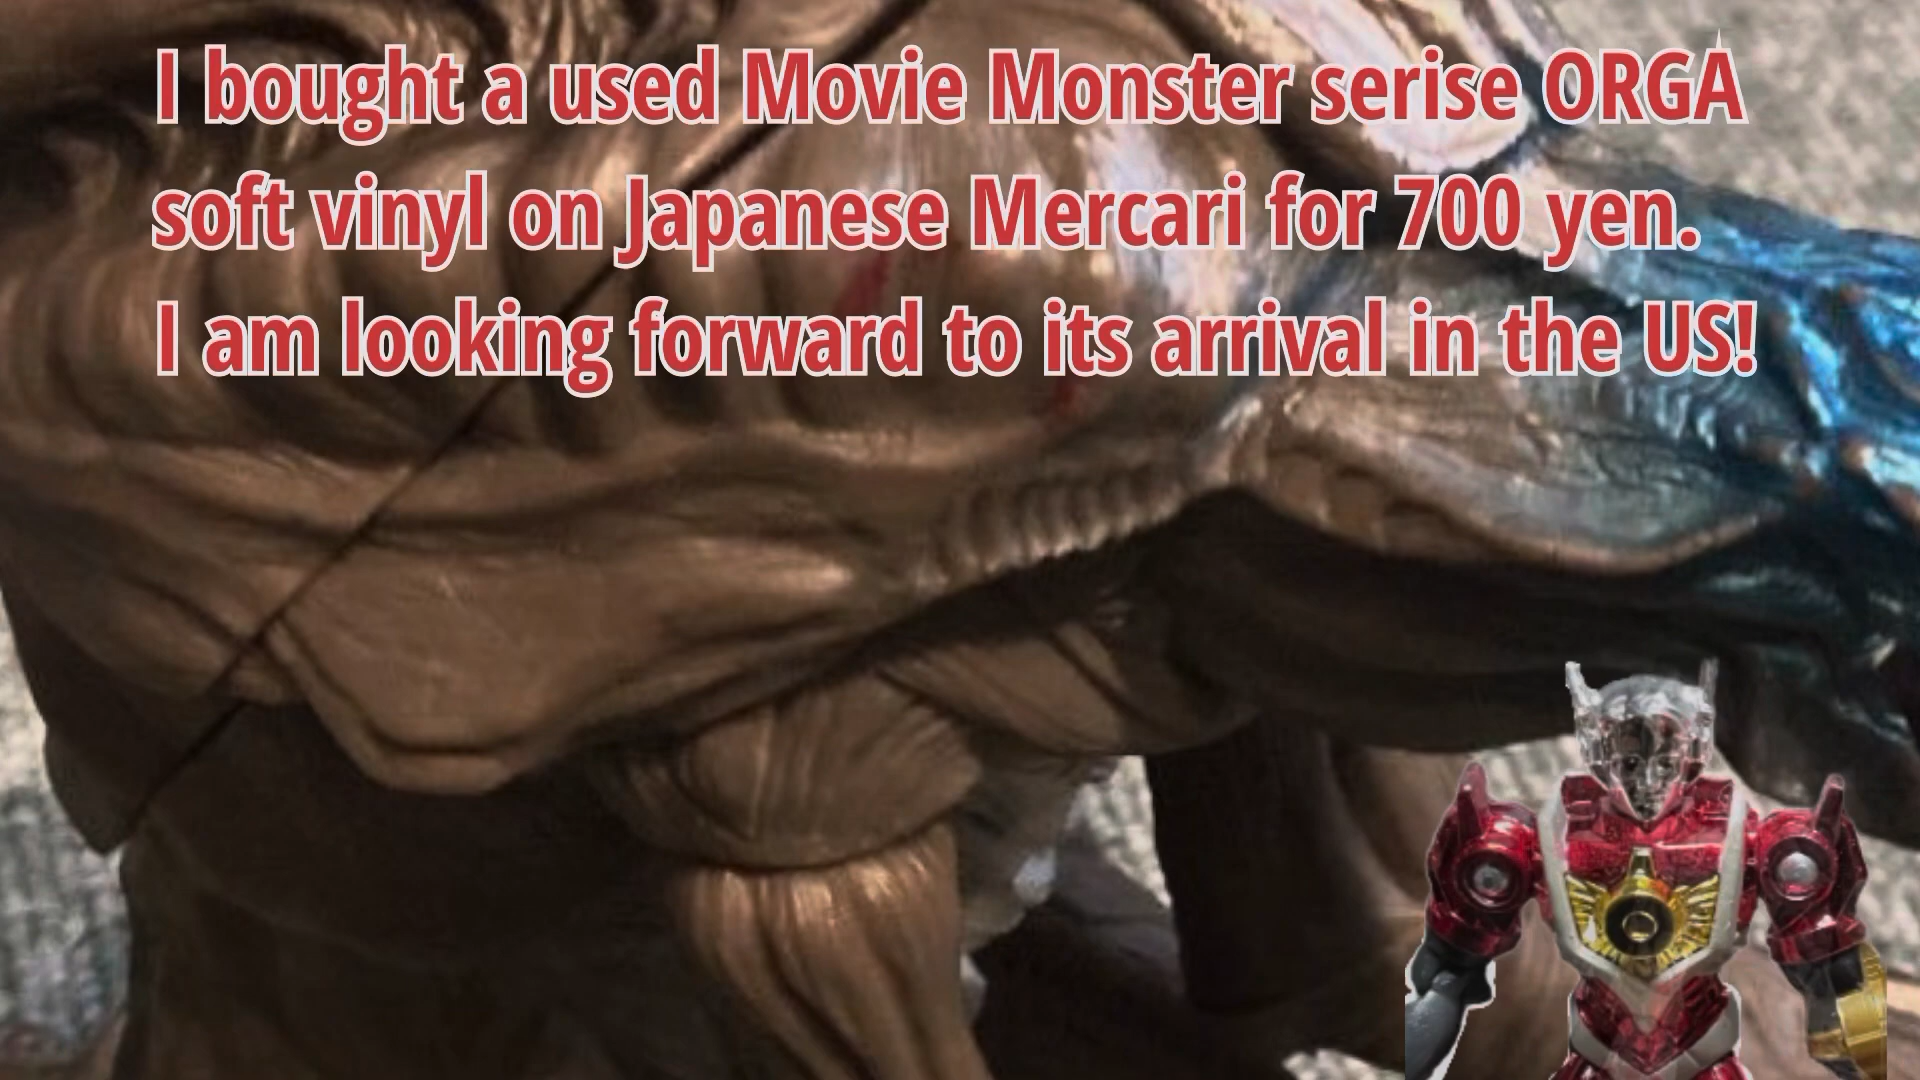 I bought a used Movie Monster serise ORGA
soft vinyl on Japanese Mercari for 700 yen.
I am looking forward to its arrival in the US!